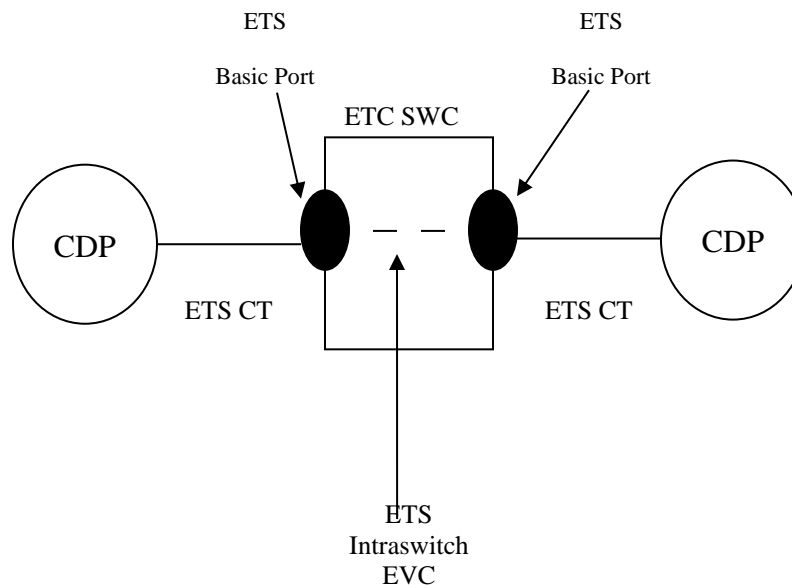 ETS
ETS
Basic Port
Basic Port
ETC SWC
CDP
CDP
ETS CT
ETS CT
ETS
Intraswitch
EVC